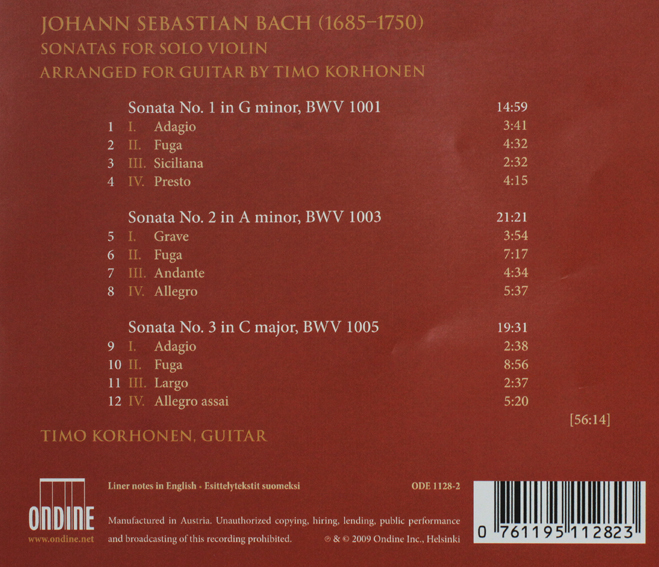 JOHANN SEBASTIAN BACH (1685–1750)
SONATAS FOR SOLO VIOLIN
ARRANGED FOR GUITAR BY TIMO KORHONEN
Sonata No. 1 in G minor, BWV 1001 14:59
1 I. Adagio 3:41
2 II. Fuga 4:32
3 III. Siciliana 2:32
4 IV. Presto 4:15
Sonata No. 2 in A minor, BWV 1003 21:21
5 I. Grave 3:54
6 II. Fuga 7:17
7 III. Andante 4:34
8 IV. Allegro 5:37
Sonata No. 3 in C major, BWV 1005 19:31
9 I. Adagio 2:38
10 II. Fuga 8:56
11 III. Largo 2:37
12 IV. Allegro assai 5:20
[56:14]
TIMO KORHONEN, GUITAR
Liner notes in English • Esittelytekstit suomeksi ODE 1128-2
ONDINE
www.ondine.net
Manufactured in Austria. Unauthorized copying, hiring, lending, public performance
and broadcasting of this recording prohibited. ℗ & © 2009 Ondine Inc., Helsinki
0 761195 112823